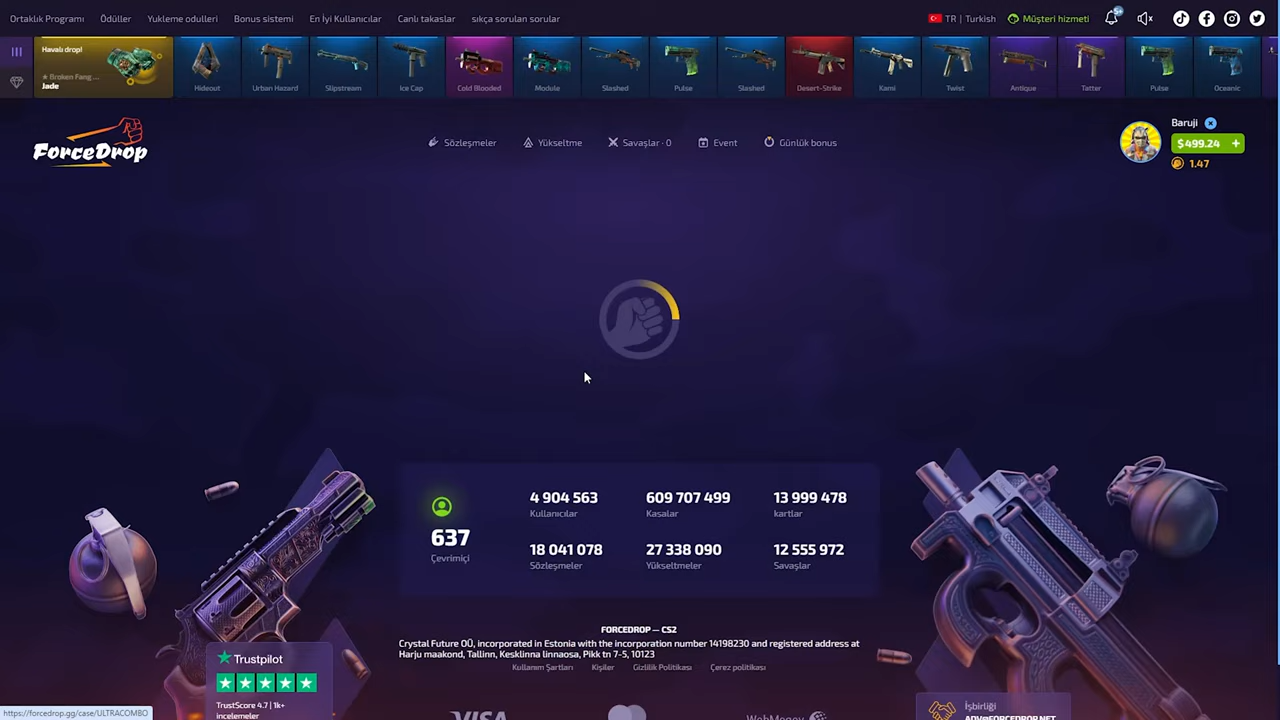 Ortaklık Programı
Ödüller
Yukleme odulleri
Bonus sistemi
En İyi Kullanıcılar
Canlı takaslar
sıkça sorulan sorular
TR | Turkish
Müşteri hizmeti
5+
Havalı drop!
★ Broken Fang ...
Jade
Hideout
Urban Hazard
Slipstream
Ice Cap
Cold Blooded
Module
Slashed
Pulse
Slashed
Desert-Strike
Kami
Twist
Antique
Tatter
Pulse
Oceanic
ForceDrop
Sözleşmeler
Yükseltme
Savaşlar · 0
Event
Günlük bonus
Baruji
$499.24 +
1.47
637
Çevrimiçi
4 904 563
Kullanıcılar
609 707 499
Kasalar
13 999 478
kartlar
18 041 078
Sözleşmeler
27 338 090
Yükseltmeler
12 555 972
Savaşlar
FORCEDROP — CS2
Crystal Future OÜ, incorporated in Estonia with the incorporation number 14198230 and registered address at
Harju maakond, Tallinn, Kesklinna linnaosa, Pikk tn 7-5, 10123
Kullanım Şartları
Kişiler
Gizlilik Politikası
Çerez politikası
Trustpilot
TrustScore 4.7 | 1k+
incelemeler
VISA
WebMoney
İşbirliği
ADV@FORCEDROP.NET
https://forcedrop.gg/case/ULTRACOMBO